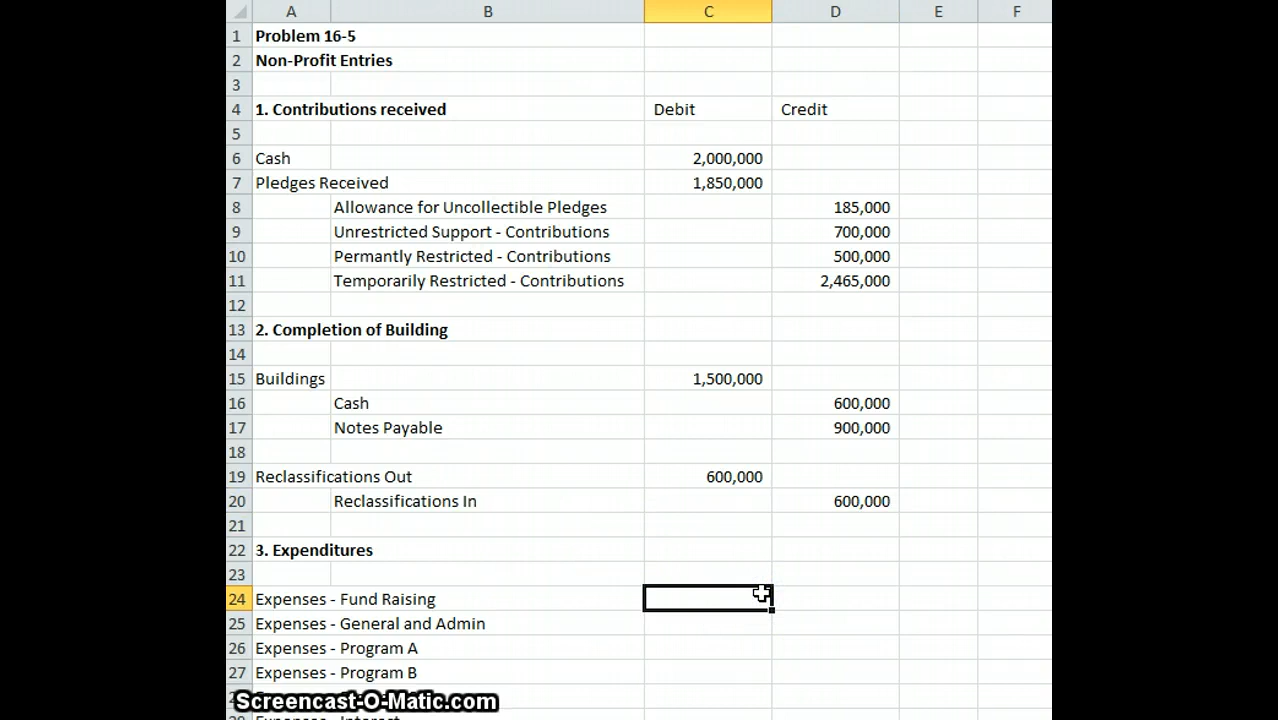 A B C D E F
1 Problem 16-5
2 Non-Profit Entries
3
4 1. Contributions received Debit Credit
5
6 Cash 2,000,000
7 Pledges Received 1,850,000
8 Allowance for Uncollectible Pledges 185,000
9 Unrestricted Support - Contributions 700,000
10 Permantly Restricted - Contributions 500,000
11 Temporarily Restricted - Contributions 2,465,000
12
13 2. Completion of Building
14
15 Buildings 1,500,000
16 Cash 600,000
17 Notes Payable 900,000
18
19 Reclassifications Out 600,000
20 Reclassifications In 600,000
21
22 3. Expenditures
23
24 Expenses - Fund Raising
25 Expenses - General and Admin
26 Expenses - Program A
27 Expenses - Program B
Screencast-O-Matic.com
Expenses - Interest